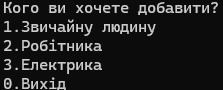 Кого ви хочете добавити?
1.Звичайну людину
2.Робітника
3.Електрика
0.Вихід